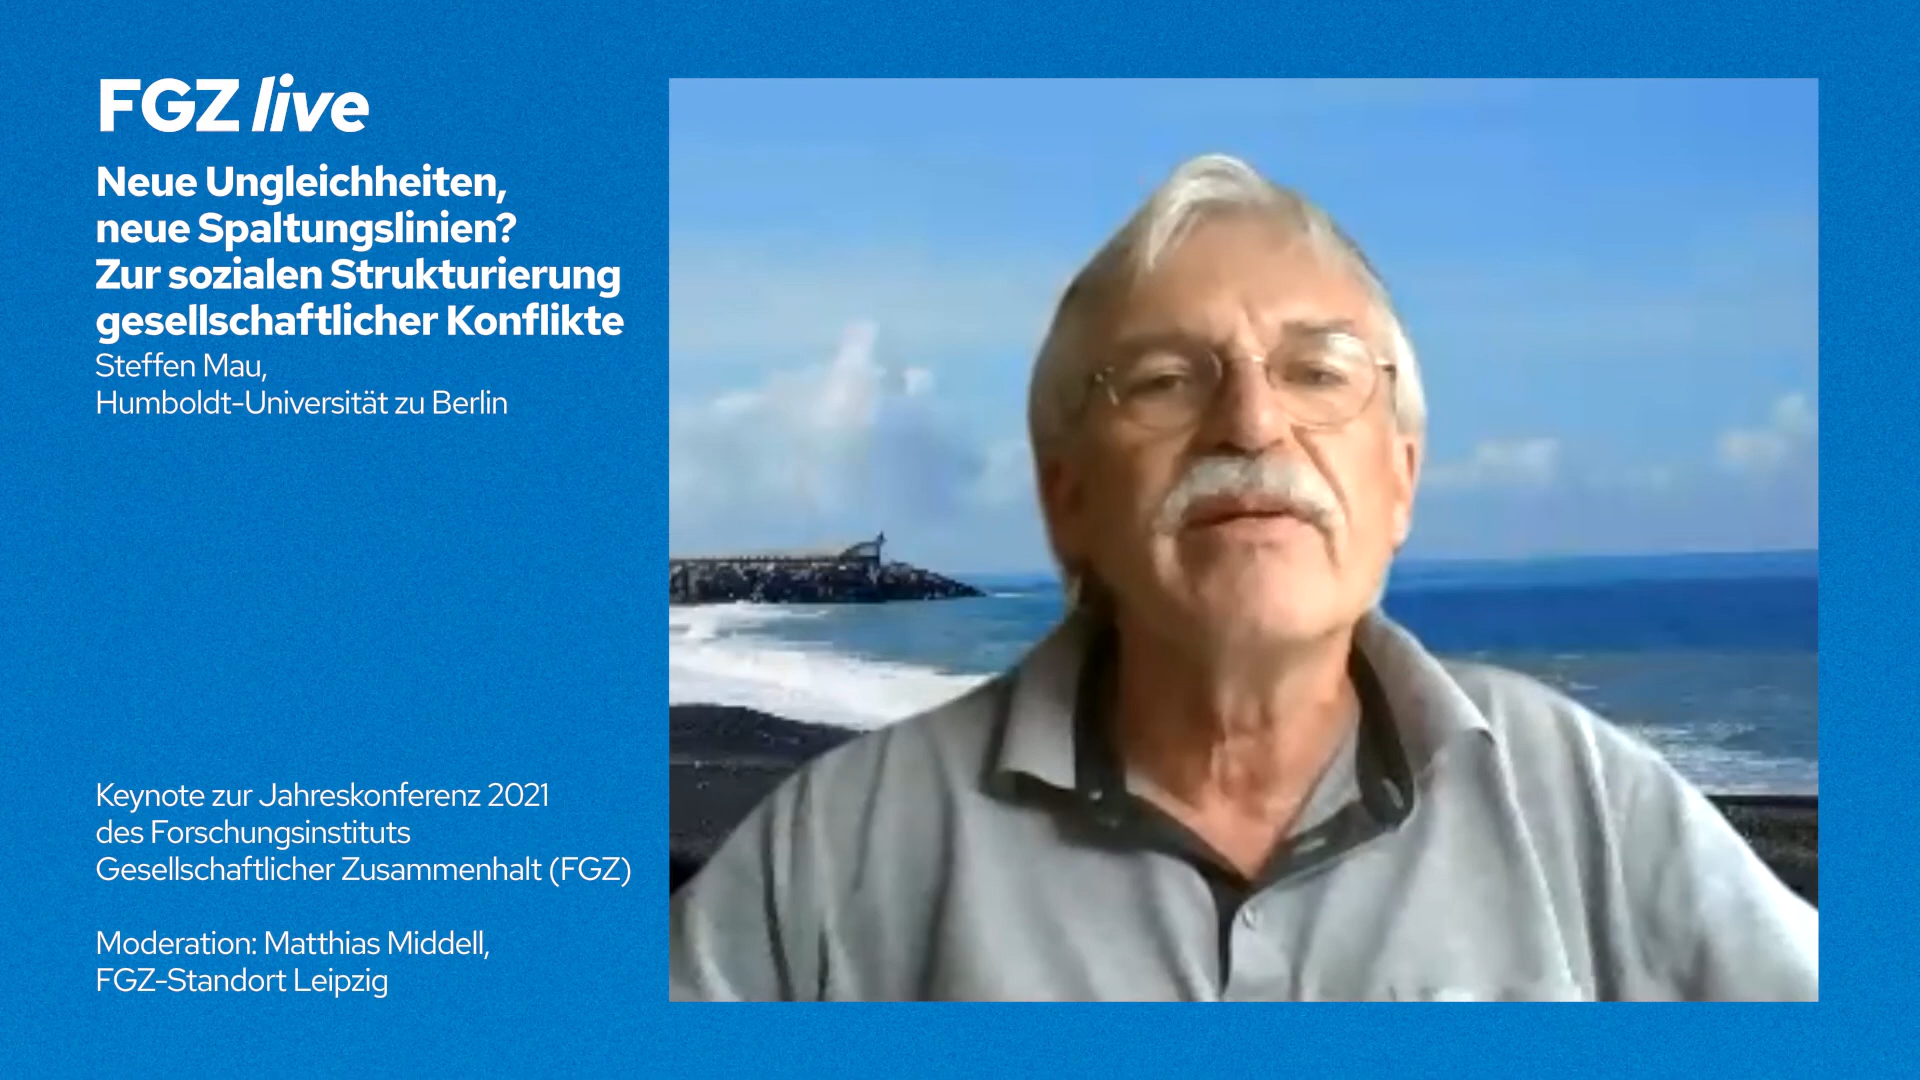 FGZ live
Neue Ungleichheiten,
neue Spaltungslinien?
Zur sozialen Strukturierung
gesellschaftlicher Konflikte
Steffen Mau,
Humboldt-Universität zu Berlin
Keynote zur Jahreskonferenz 2021
des Forschungsinstituts
Gesellschaftlicher Zusammenhalt (FGZ)
Moderation: Matthias Middell,
FGZ-Standort Leipzig